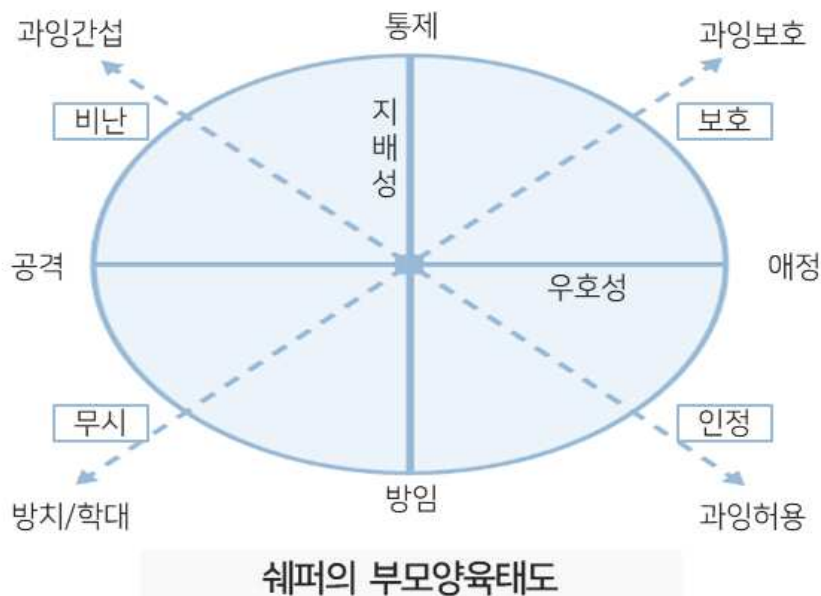 과잉간섭
통제
과잉보호
비난
지배성
보호
공격
우호성
애정
무시
인정
방치/학대
방임
과잉허용
쉐퍼의 부모양육태도